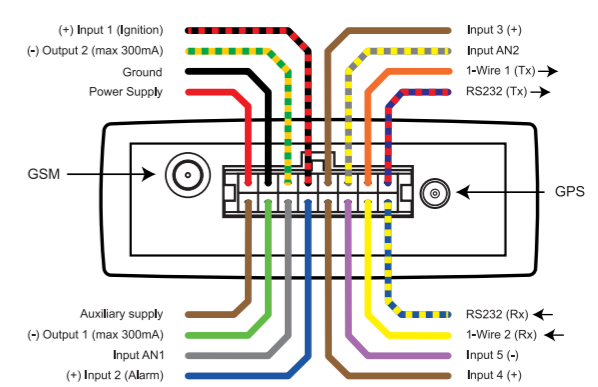 (+) Input 1 (Ignition)
(-) Output 2 (max 300mA)
Ground
Power Supply
Input 3 (+)
Input AN2
1-Wire 1 (Tx)
RS232 (Tx)
GSM
GPS
Auxiliary supply
(-) Output 1 (max 300mA)
Input AN1
(+) Input 2 (Alarm)
RS232 (Rx)
1-Wire 2 (Rx)
Input 5 (-)
Input 4 (+)